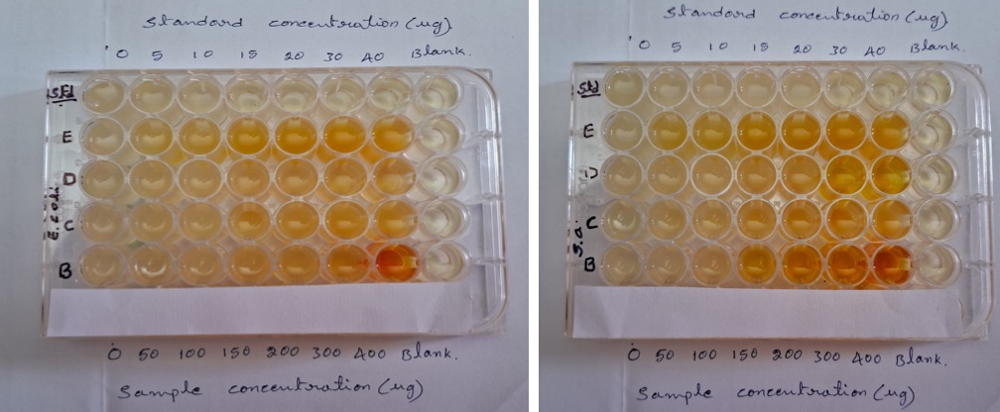 Standard concentration (ug)
0 5 10 15 20 30 40 Blank.
Std
E
D
C
B
E. Coli
0 50 100 150 200 300 400 Blank.
Sample concentration (ug)
Standard concentration (ug)
0 5 10 15 20 30 40 Blank.
Std
E
D
C
B
S.a.
0 50 100 150 200 300 400 Blank.
Sample concentration (ug)